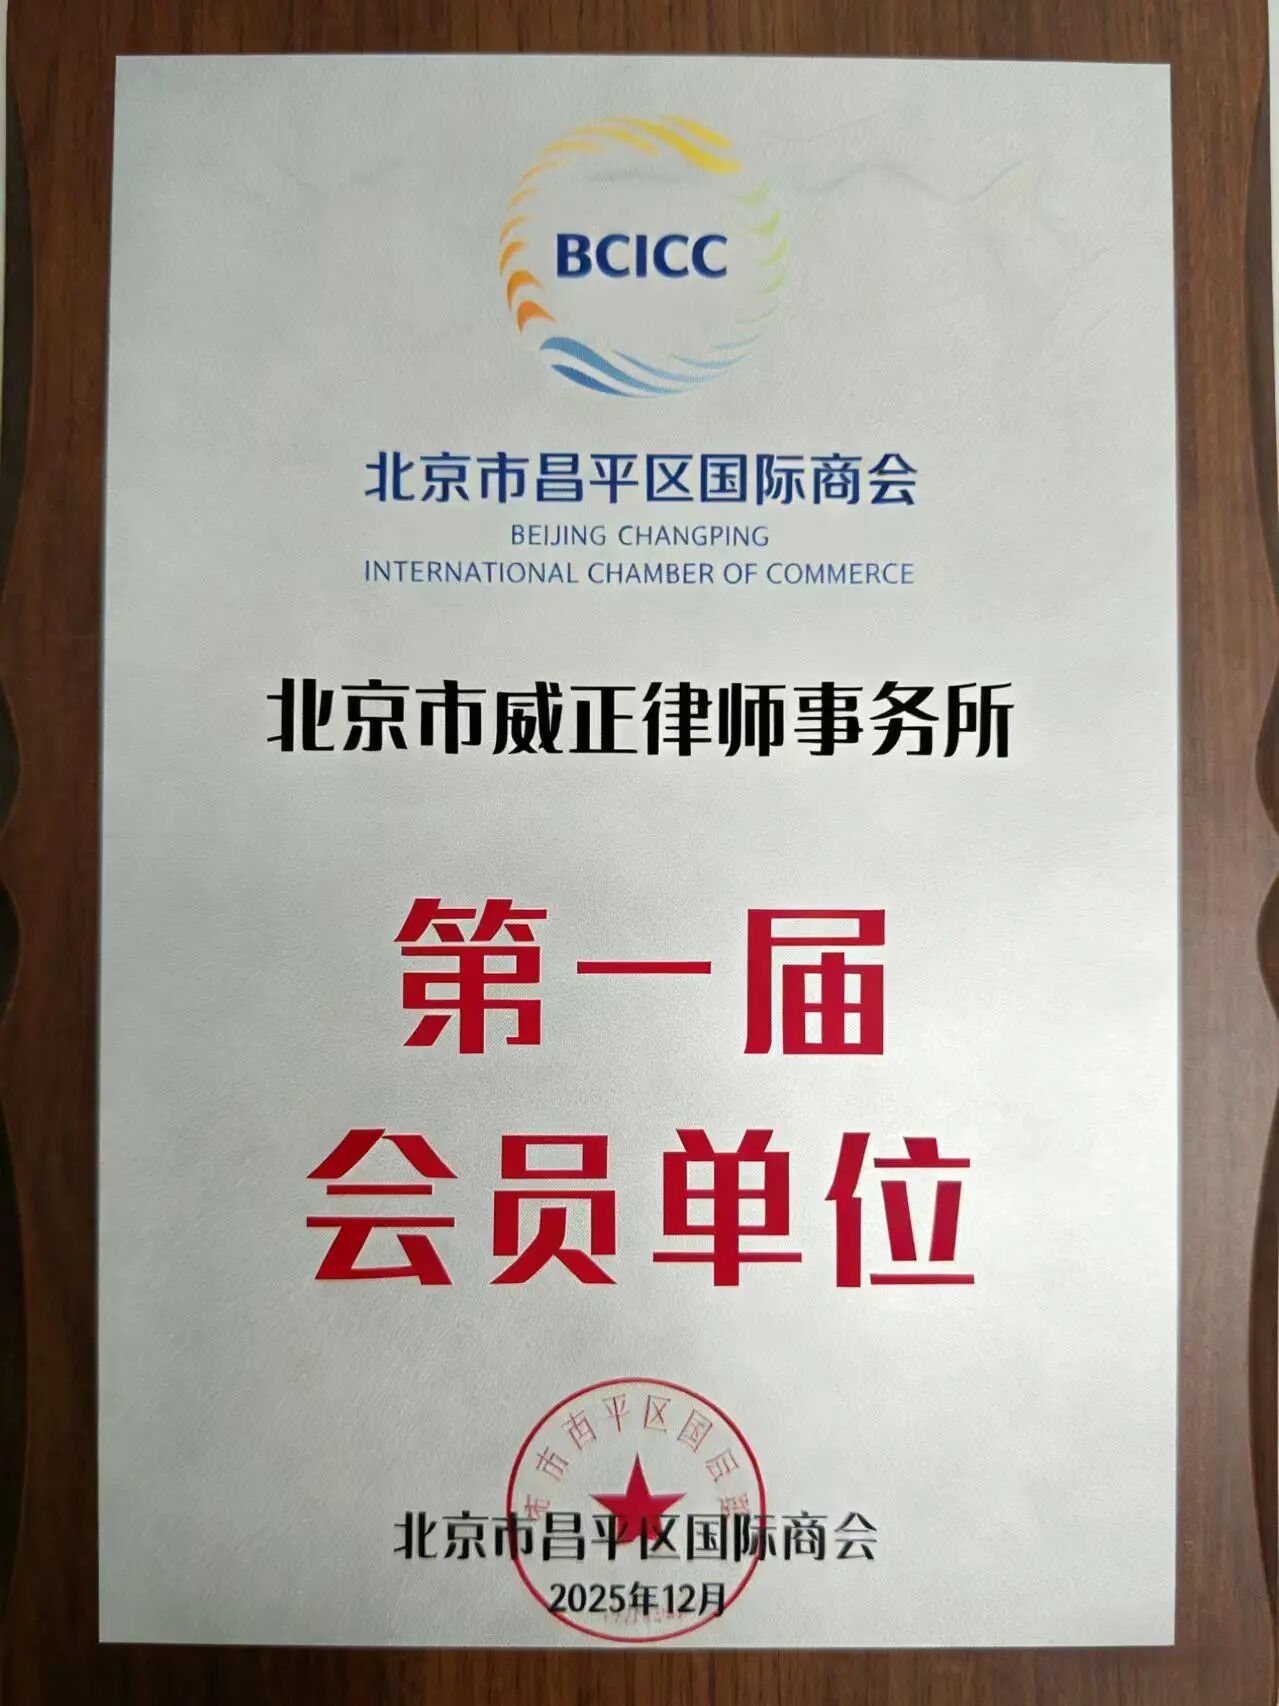 BCICC
北京市昌平区国际商会
BEIJING CHANGPING
INTERNATIONAL CHAMBER OF COMMERCE
北京市威正律师事务所
第一届
会员单位
北京市昌平区国际商会
2025年12月